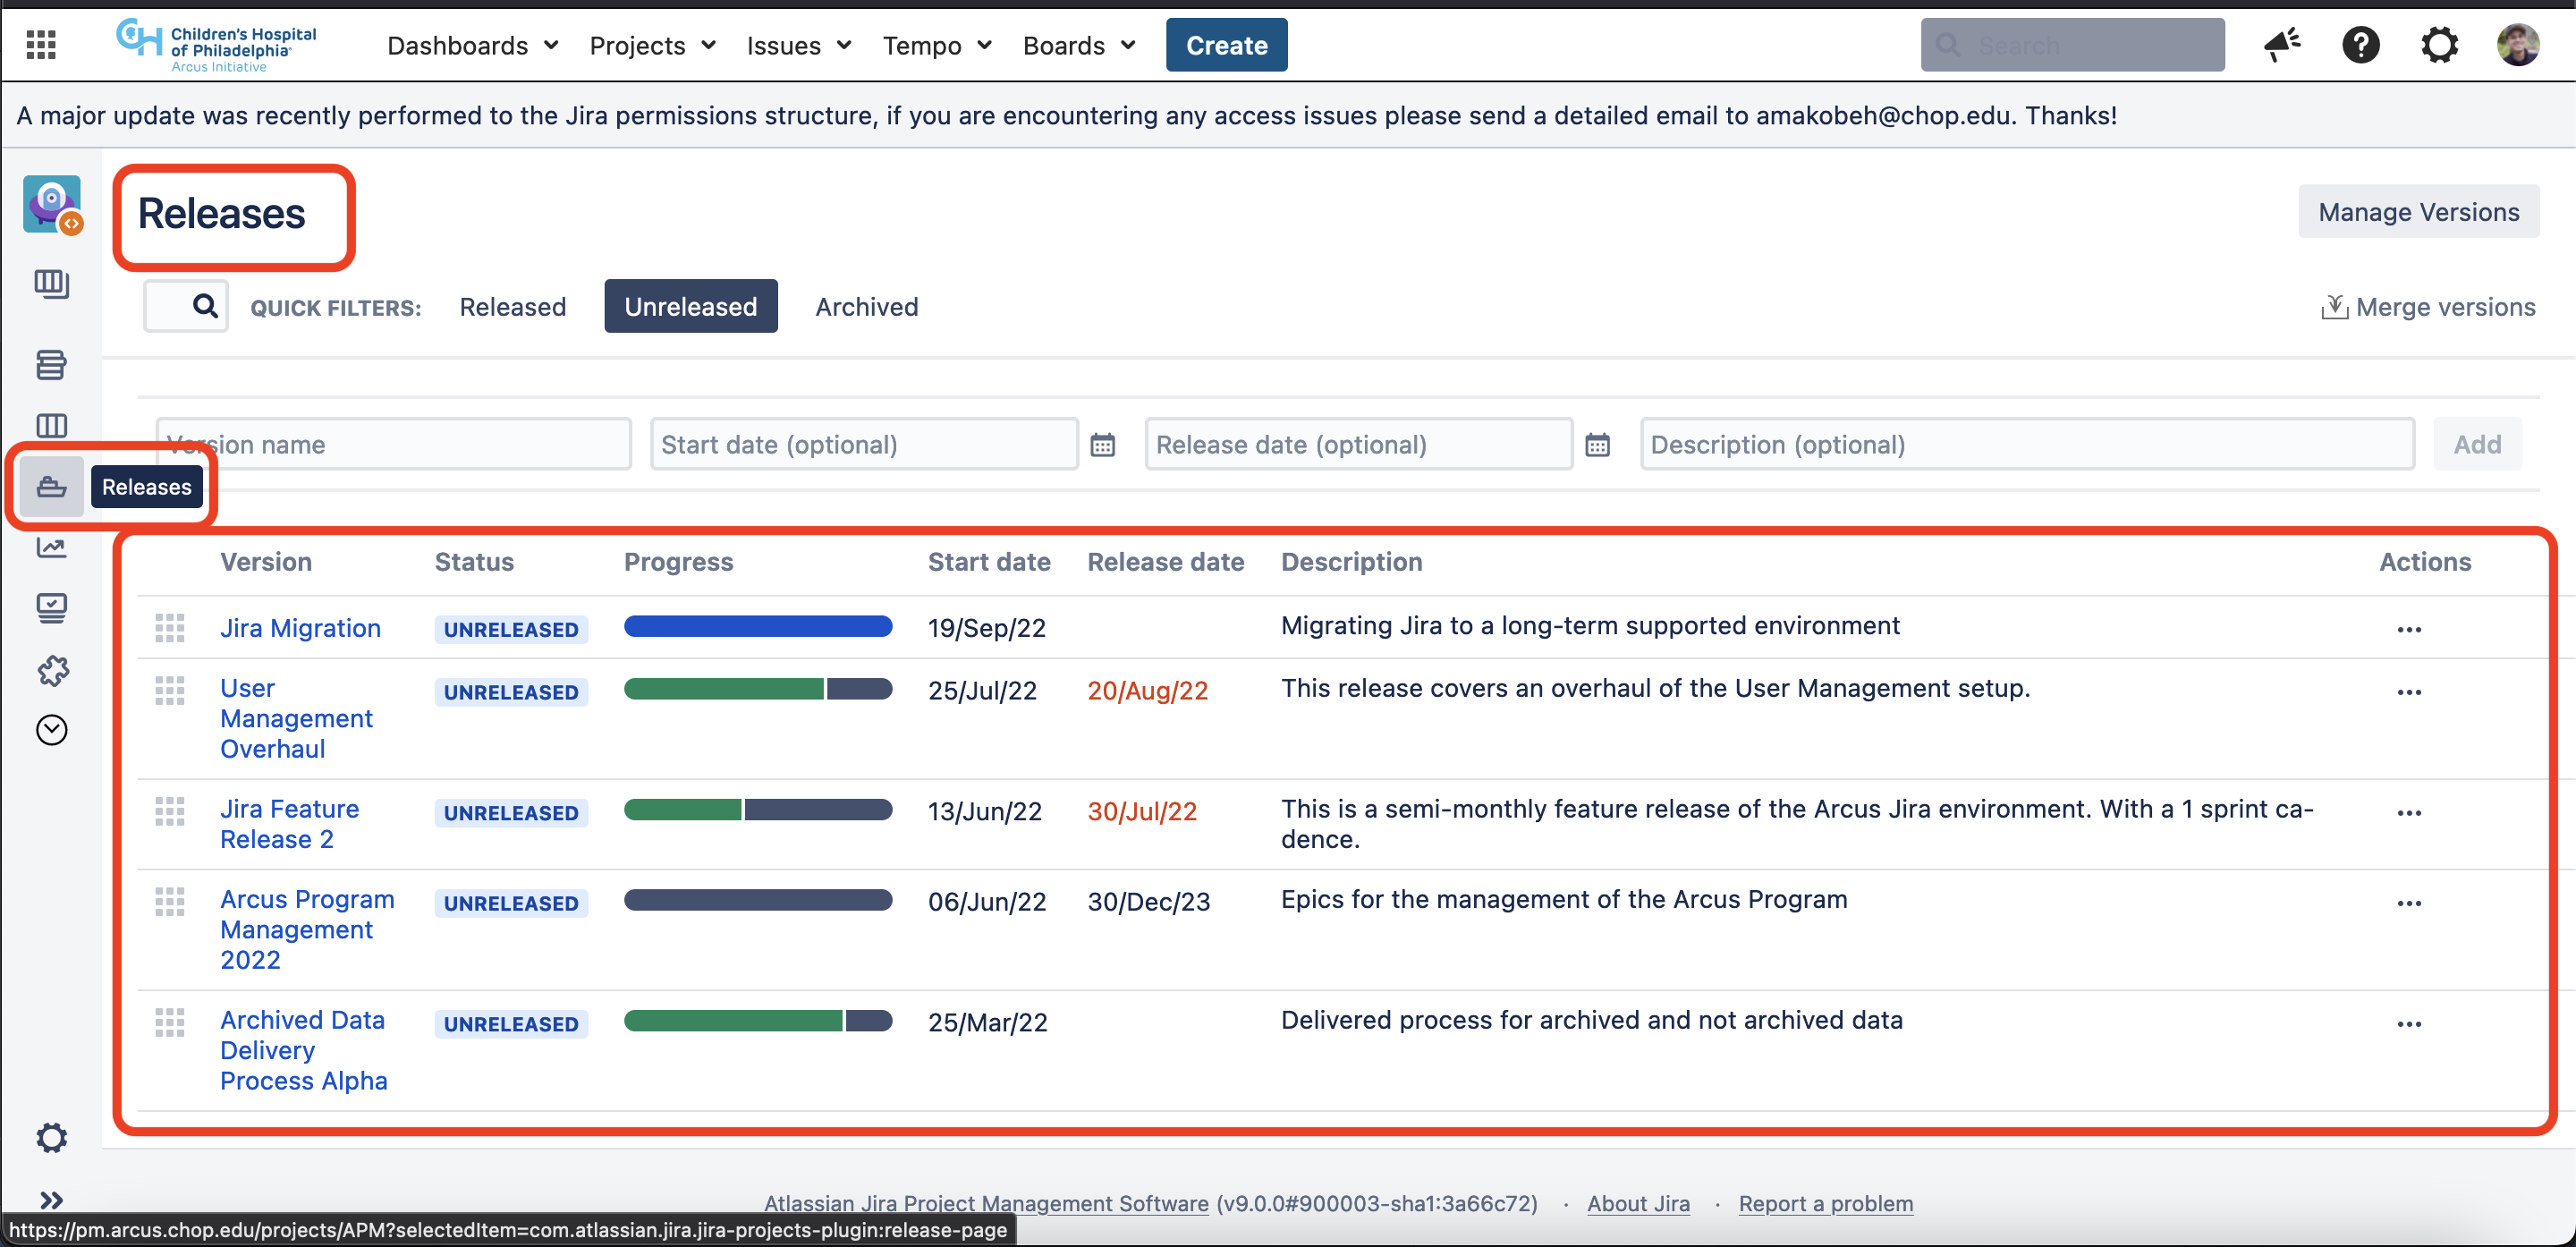 Children's Hospital
of Philadelphia
Arcus Initiative
Dashboards
Projects
Issues
Tempo
Boards
Create
Search
A major update was recently performed to the Jira permissions structure, if you are encountering any access issues please send a detailed email to amakobeh@chop.edu. Thanks!
Releases
Manage Versions
QUICK FILTERS:
Released
Unreleased
Archived
Merge versions
Version name
Start date (optional)
Release date (optional)
Description (optional)
Add
Releases
Version Status Progress Start date Release date Description Actions
Jira Migration UNRELEASED 19/Sep/22 Migrating Jira to a long-term supported environment
User
Management
Overhaul
UNRELEASED 25/Jul/22 20/Aug/22 This release covers an overhaul of the User Management setup.
Jira Feature
Release 2
UNRELEASED 13/Jun/22 30/Jul/22 This is a semi-monthly feature release of the Arcus Jira environment. With a 1 sprint ca-
dence.
Arcus Program
Management
2022
UNRELEASED 06/Jun/22 30/Dec/23 Epics for the management of the Arcus Program
Archived Data
Delivery
Process Alpha
UNRELEASED 25/Mar/22 Delivered process for archived and not archived data
Atlassian Jira Project Management Software (v9.0.0#900003-sha1:3a66c72) · About Jira · Report a problem
https://pm.arcus.chop.edu/projects/APM?selectedItem=com.atlassian.jira.jira-projects-plugin:release-page